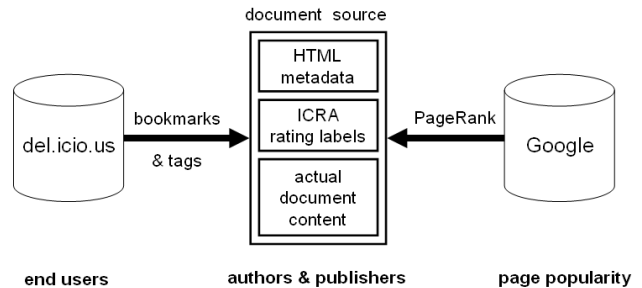 document source
HTML
metadata
del.icio.us
bookmarks
& tags
ICRA
rating labels
PageRank
Google
actual
document
content
end users
authors & publishers
page popularity